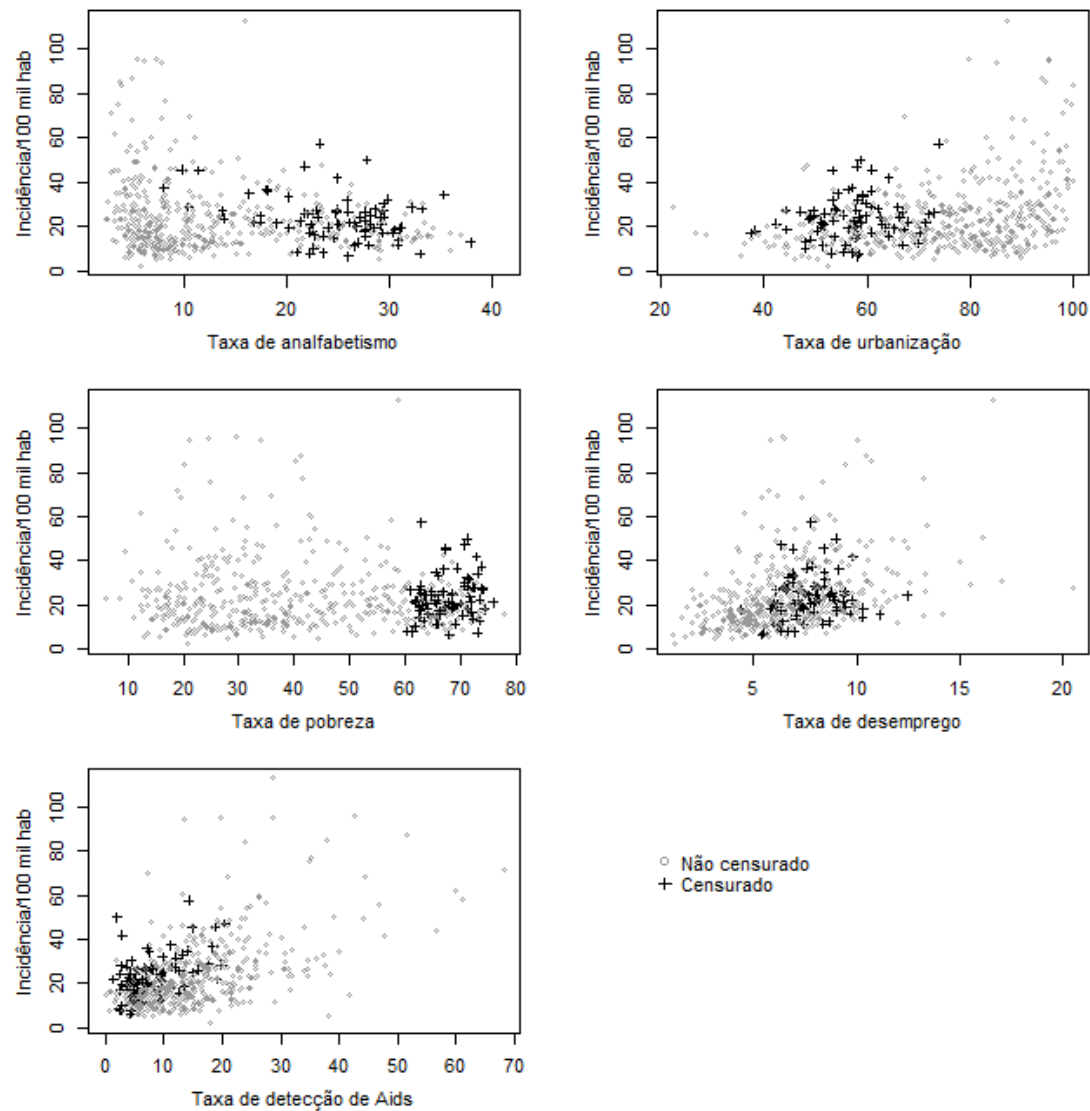 Incidência/100 mil hab
0 20 40 60 80 100
10 20 30 40
Taxa de analfabetismo
Incidência/100 mil hab
0 20 40 60 80 100
20 40 60 80 100
Taxa de urbanização
Incidência/100 mil hab
0 20 40 60 80 100
10 20 30 40 50 60 70 80
Taxa de pobreza
Incidência/100 mil hab
0 20 40 60 80 100
5 10 15 20
Taxa de desemprego
Incidência/100 mil hab
0 20 40 60 80 100
0 10 20 30 40 50 60 70
Taxa de detecção de Aids
Não censurado
Censurado